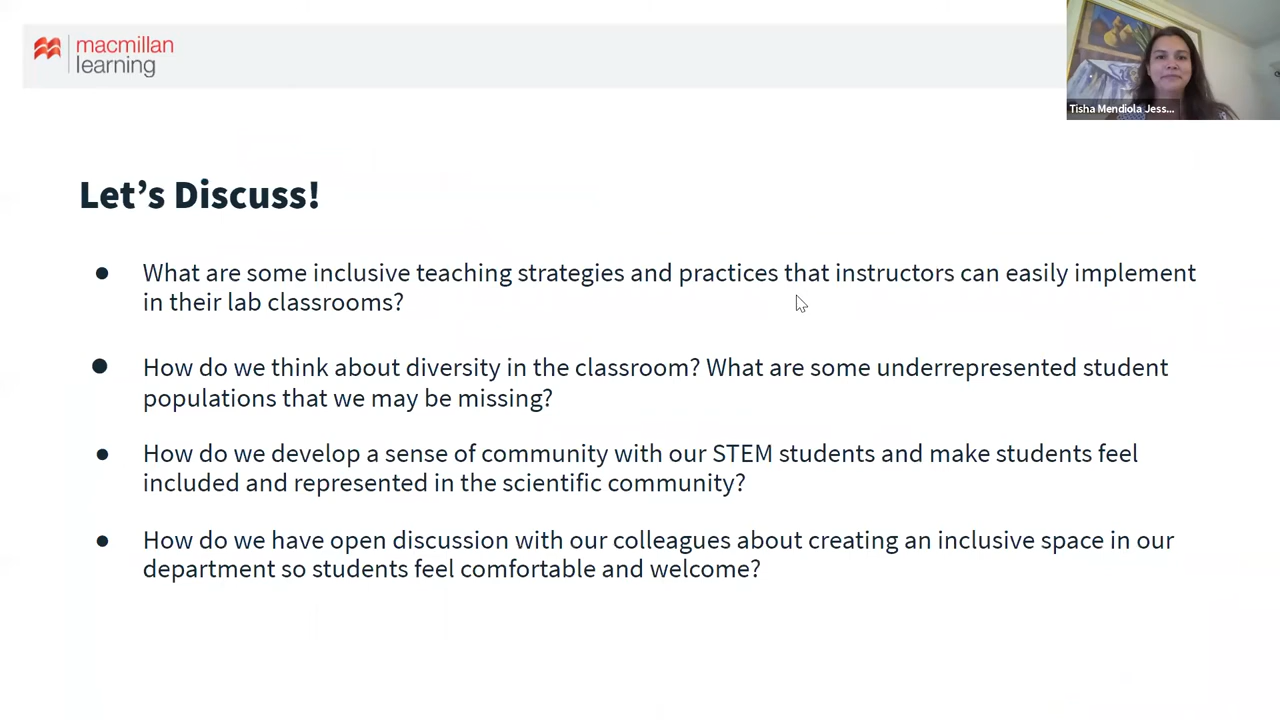 macmillan
learning
Tisha Mendiola Jess...
Let's Discuss!
● What are some inclusive teaching strategies and practices that instructors can easily implement
in their lab classrooms?
● How do we think about diversity in the classroom? What are some underrepresented student
populations that we may be missing?
● How do we develop a sense of community with our STEM students and make students feel
included and represented in the scientific community?
● How do we have open discussion with our colleagues about creating an inclusive space in our
department so students feel comfortable and welcome?